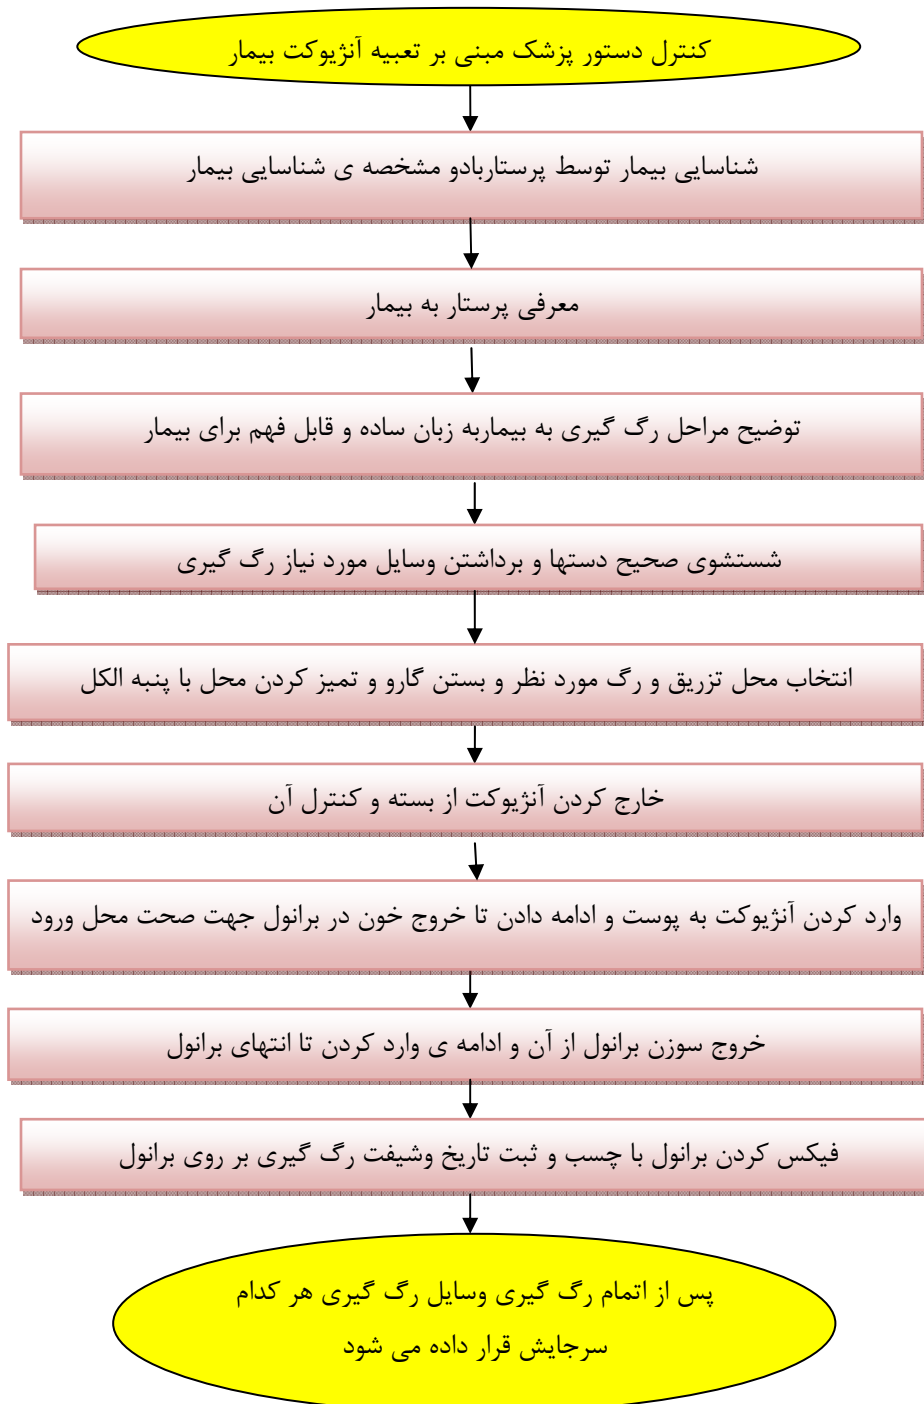 کنترل دستور پزشک مبنی بر تعبیه آنژیوکت بیمار
شناسایی بیمار توسط پرستاربادو مشخصه ی شناسایی بیمار
معرفی پرستار به بیمار
توضیح مراحل رگ گیری به بیماربه زبان ساده و قابل فهم برای بیمار
شستشوی صحیح دستها و برداشتن وسایل مورد نیاز رگ گیری
انتخاب محل تزریق و رگ مورد نظر و بستن گارو و تمیز کردن محل با پنبه الکل
خارج کردن آنژیوکت از بسته و کنترل آن
وارد کردن آنژیوکت به پوست و ادامه دادن تا خروج خون در برانول جهت صحت محل ورود
خروج سوزن برانول از آن و ادامه ی وارد کردن تا انتهای برانول
فیکس کردن برانول با چسب و ثبت تاریخ وشیفت رگ گیری بر روی برانول
پس از اتمام رگ گیری وسایل رگ گیری هر کدام
سرجایش قرار داده می شود